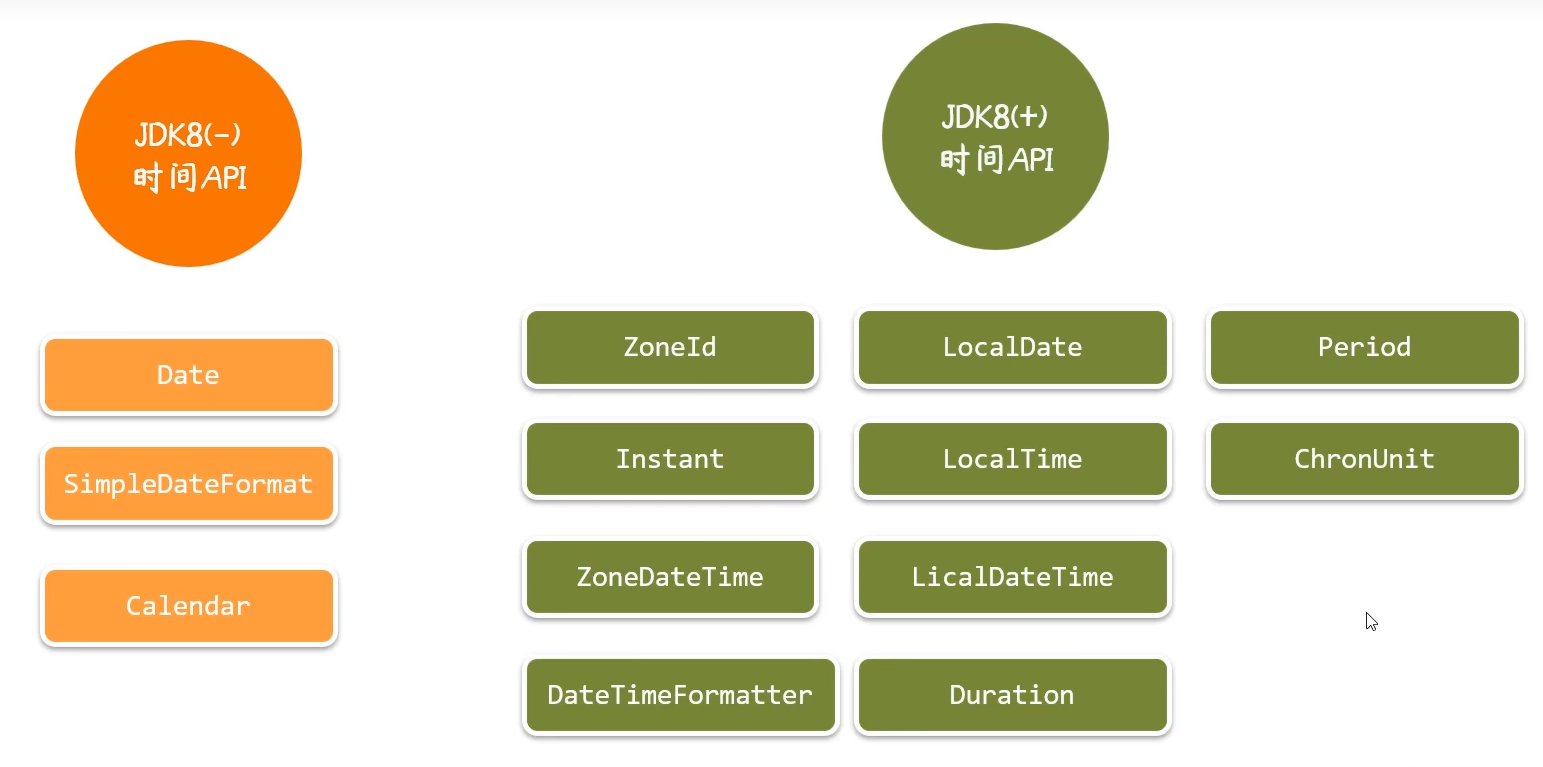 JDK8(-)
时间API
Date
SimpleDateFormat
Calendar
JDK8(+)
时间API
ZoneId
LocalDate
Period
Instant
LocalTime
ChronUnit
ZoneDateTime
LicalDateTime
DateTimeFormatter
Duration